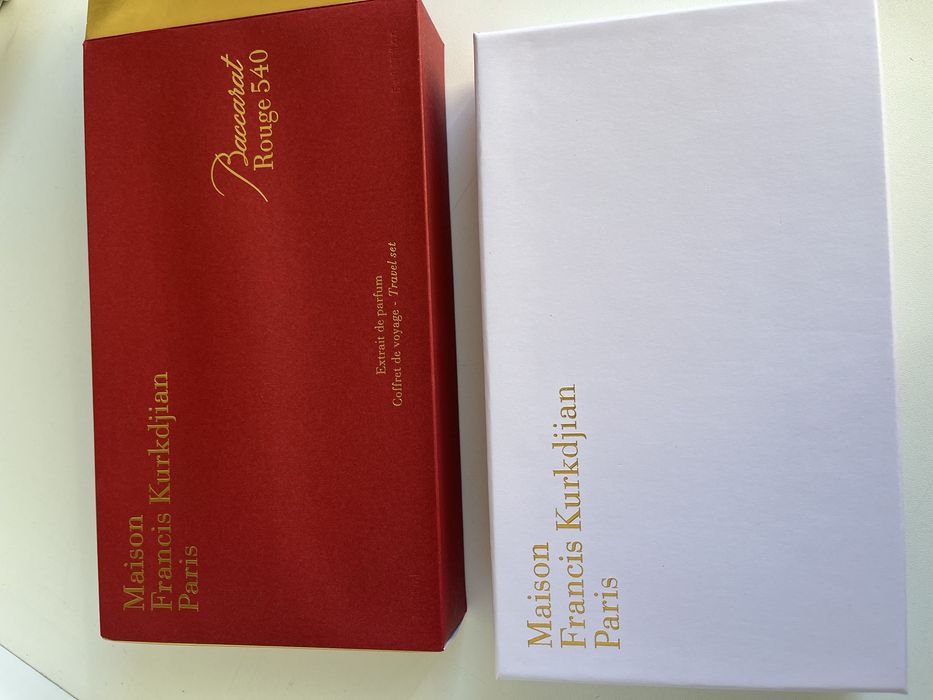 Maison
Francis Kurkdjian
Paris
Baccarat
Rouge 540
Extrait de parfum
Coffret de voyage - Travel set
Maison
Francis Kurkdjian
Paris